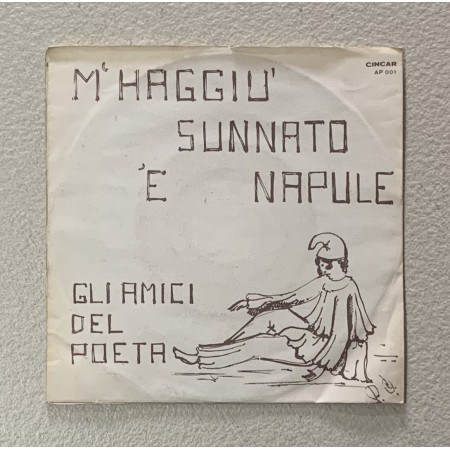 CINCAR
AP 001
M'HAGGIU'
SUNNATO
'E NAPULE
GLI AMICI
DEL
POETA